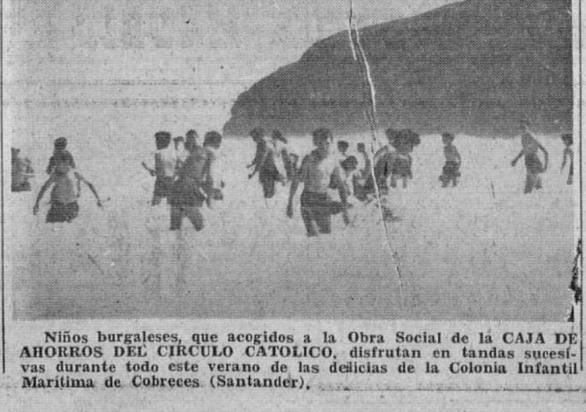 Niños burgaleses, que acogidos a la Obra Social de la CAJA DE
AHORROS DEL CIRCULO CATOLICO, disfrutan en tandas sucesi-
vas durante todo este verano de las delicias de la Colonia Infantil
Marítima de Cobreces (Santander).